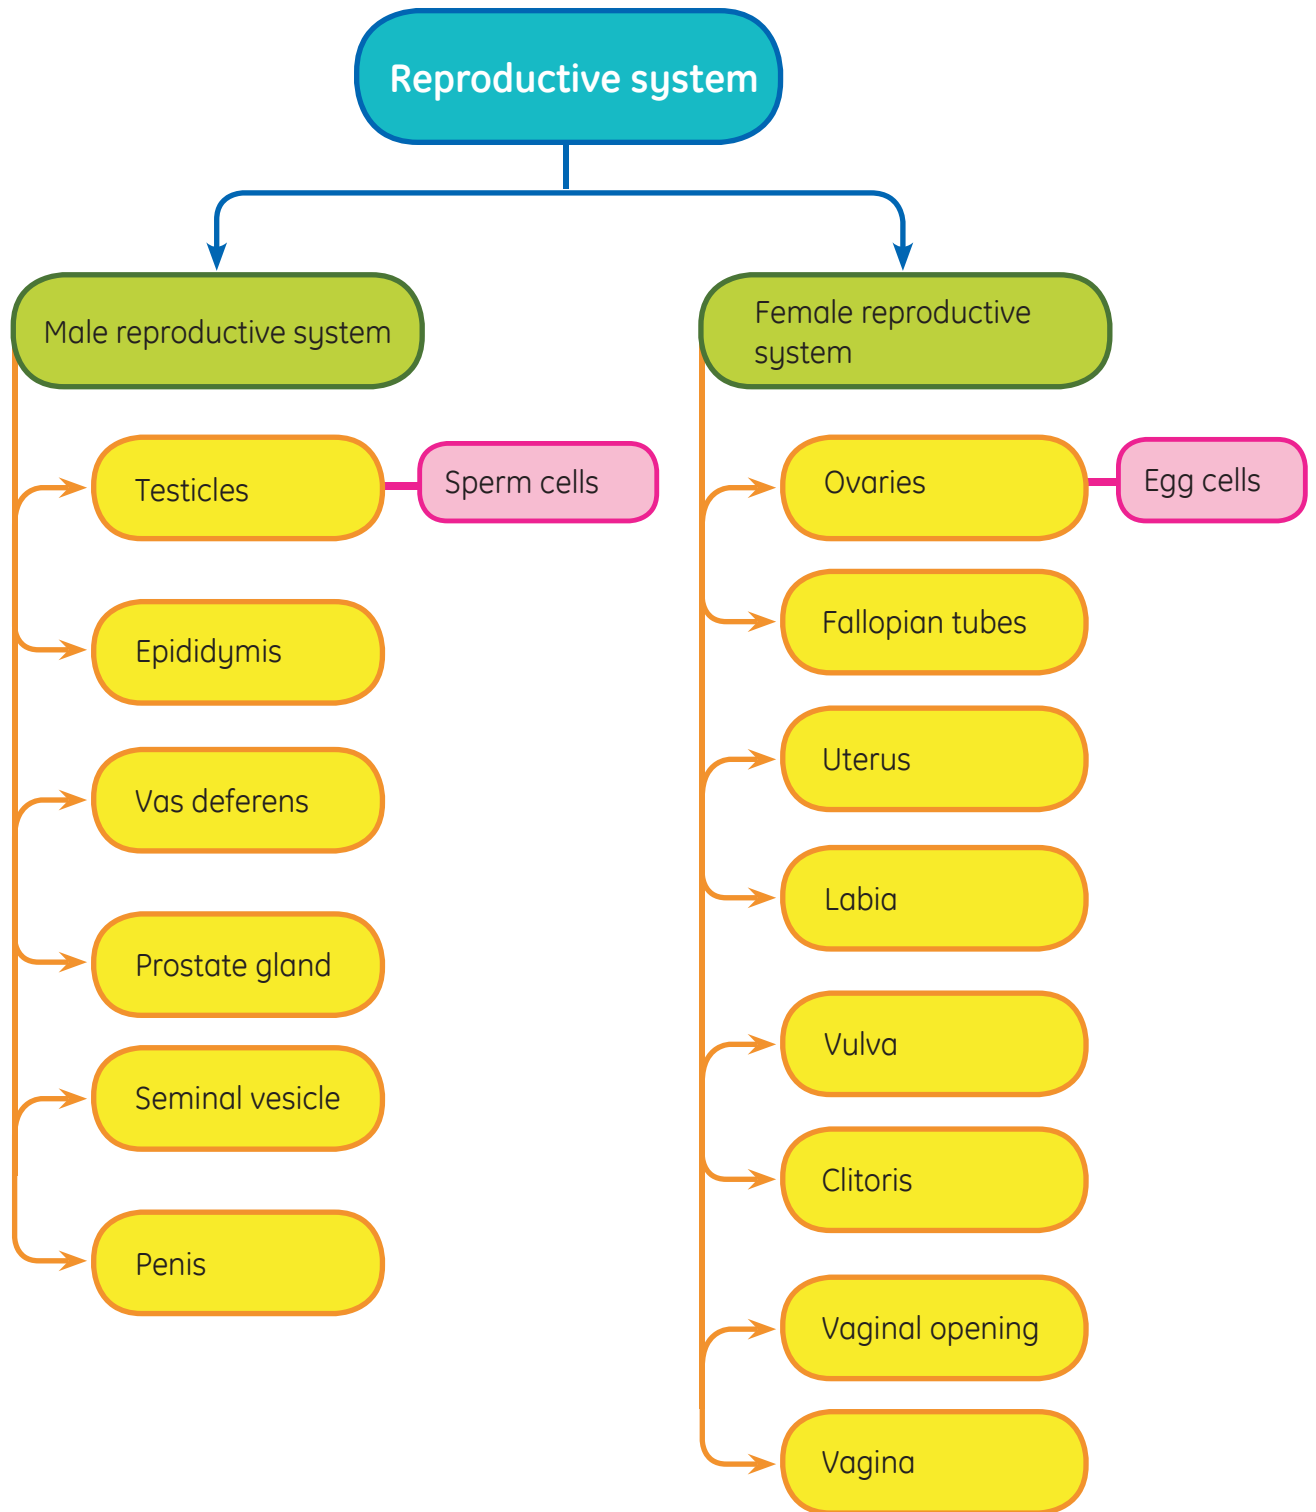 Reproductive system
Male reproductive system
Testicles
Sperm cells
Epididymis
Vas deferens
Prostate gland
Seminal vesicle
Penis
Female reproductive
system
Ovaries
Egg cells
Fallopian tubes
Uterus
Labia
Vulva
Clitoris
Vaginal opening
Vagina